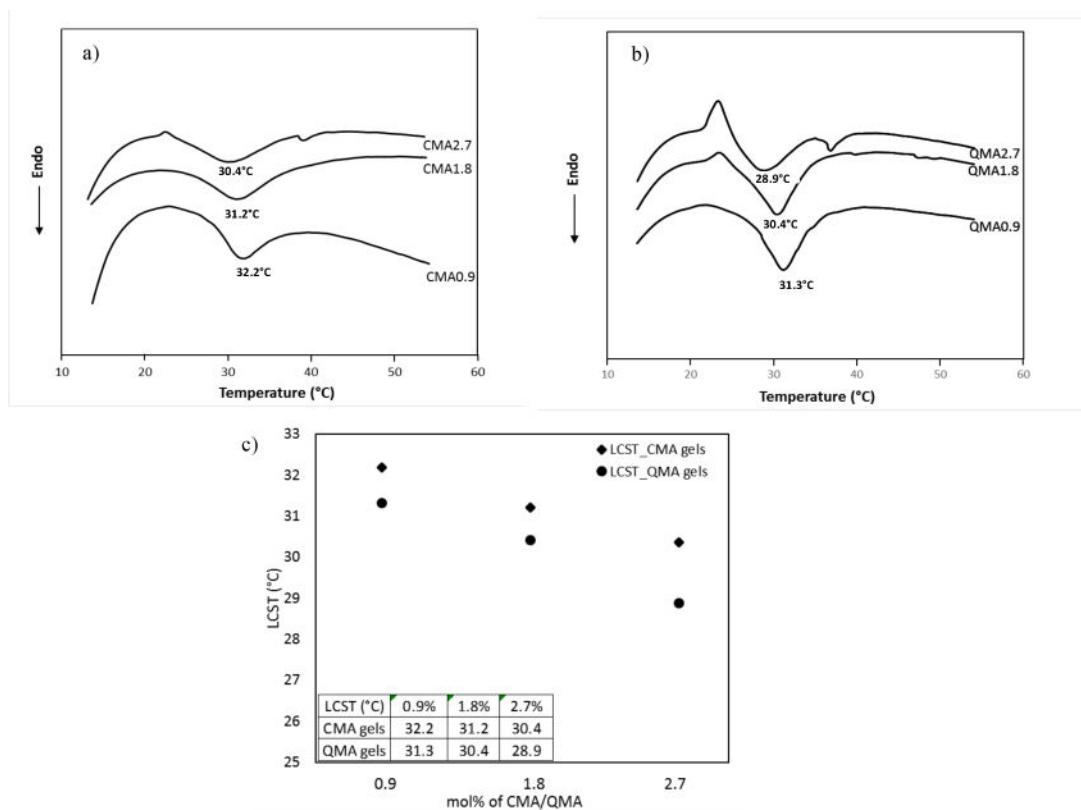 a)
Endo
CMA2.7
CMA1.8
30.4°C
31.2°C
32.2°C
CMA0.9
10 20 30 40 50 60
Temperature (°C)
b)
Endo
QMA2.7
QMA1.8
28.9°C
30.4°C
QMA0.9
31.3°C
10 20 30 40 50 60
Temperature (°C)
c)
LCST_CMA gels
LCST_QMA gels
LCST (°C)
33
32
31
30
29
28
27
26
25
LCST (°C) 0.9% 1.8% 2.7%
CMA gels 32.2 31.2 30.4
QMA gels 31.3 30.4 28.9
0.9 1.8 2.7
mol% of CMA/QMA